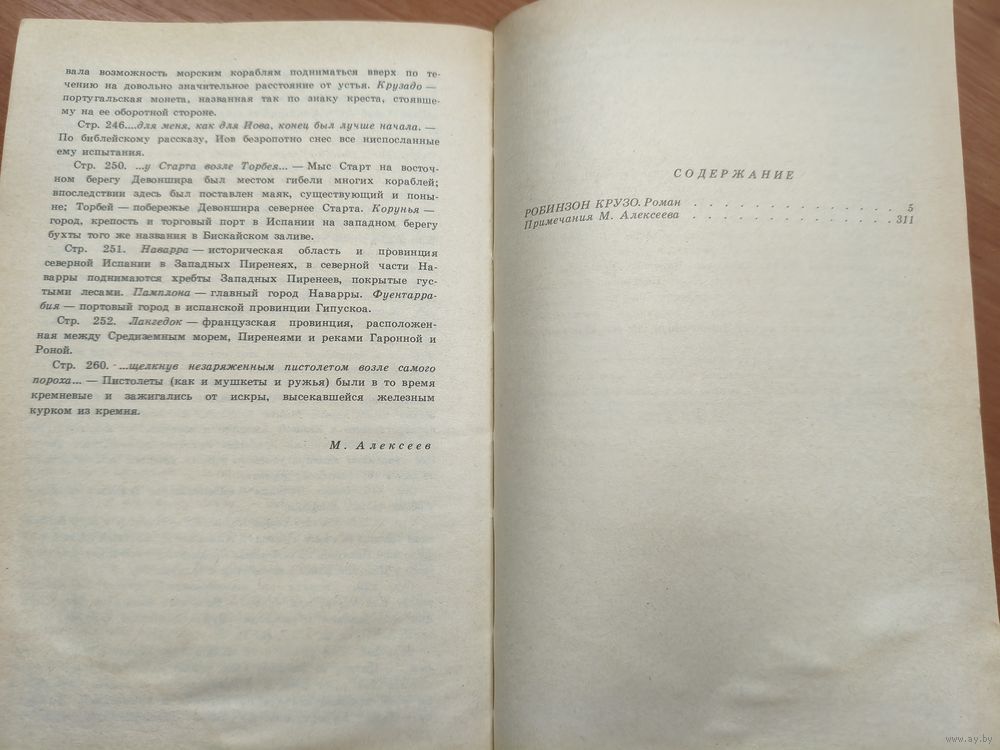 вала возможность морским кораблям подниматься вверх по те-
чению на довольно значительное расстояние от устья. Крузадо —
португальская монета, названная так по знаку креста, стоявше-
му на ее оборотной стороне.
Стр. 246....для меня, как для Иова, конец был лучше начала. —
По библейскому рассказу, Иов безропотно снес все ниспосланные
ему испытания.
Стр. 250. ...у Старта возле Торбея... — Мыс Старт на восточ-
ном берегу Девоншира был местом гибели многих кораблей;
впоследствии здесь был поставлен маяк, существующий и поны-
не; Торбей — побережье Девоншира севернее Старта. Корунья —
город, крепость и торговый порт в Испании на западном берегу
бухты того же названия в Бискайском заливе.
Стр. 251. Наварра — историческая область и провинция
северной Испании в Западных Пиренеях, в северной части На-
варры поднимаются хребты Западных Пиренеев, покрытые гус-
тыми лесами. Памплона — главный город Наварры. Фуентарра-
бия — портовый город в испанской провинции Гипускоа.
Стр. 252. Лангедок — французская провинция, расположен-
ная между Средиземным морем, Пиренеями и реками Гаронной и
Роной.
Стр. 260. ...щелкнув незаряженным пистолетом возле самого
пороха... — Пистолеты (как и мушкеты и ружья) были в то время
кремневые и зажигались от искры, высекавшейся железным
курком из кремня.
М. Алексеев
СОДЕРЖАНИЕ
РОБИНЗОН КРУЗО. Роман . . . . . . . . . . . . . . 5
Примечания М. Алексеева . . . . . . . . . . . . . . 311
www.ay.by